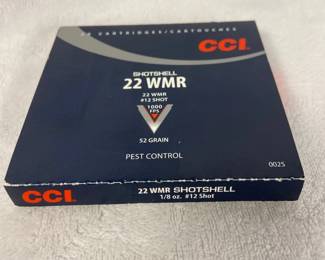 20 CARTRIDGES/CARTOUCHES
CCI
SHOTSHELL
22 WMR
22 WMR
#12 SHOT
1000
FPS
52 GRAIN
PEST CONTROL
0025
CCI
22 WMR SHOTSHELL
1/8 oz. #12 Shot